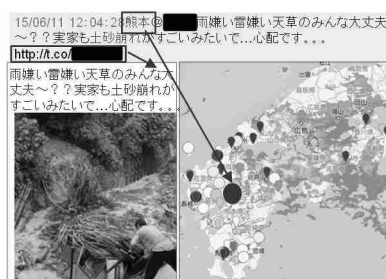 15/06/11 12:04:28熊本@ 雨嫌い雷嫌い天草のみんな大丈夫
~??実家も土砂崩れがすごいみたいで...心配です。。。
http://t.co/
雨嫌い雷嫌い天草のみんな大
丈夫~??実家も土砂崩れが
すごいみたいで...心配です。。。